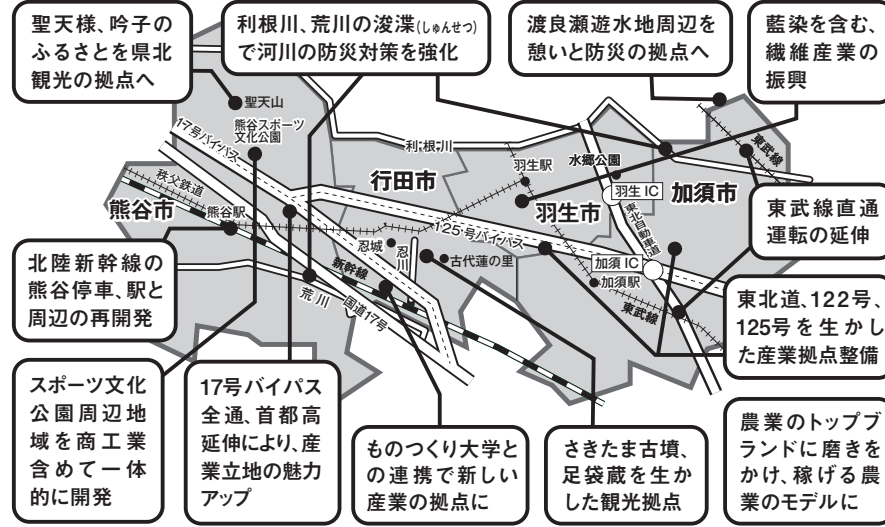 聖天様、吟子の
ふるさとを県北
観光の拠点へ
利根川、荒川の浚渫(しゅんせつ)
で河川の防災対策を強化
渡良瀬遊水地周辺を
憩いと防災の拠点へ
藍染を含む、
繊維産業の
振興
聖天山
熊谷スポーツ
文化公園
17号バイパス
利根川
羽生駅
水郷公園
東武線
秩父鉄道
行田市
羽生IC
加須市
熊谷市
熊谷駅
羽生市
東北自動車道
東武線直通
運転の延伸
125号バイパス
忍城
忍川
古代蓮の里
加須IC
加須駅
北陸新幹線の
熊谷停車、駅と
周辺の再開発
新幹線
荒川
国道17号
東武線
東北道、122号、
125号を生かし
た産業拠点整備
スポーツ文化
公園周辺地
域を商工業
含めて一体
的に開発
17号バイパス
全通、首都高
延伸により、産
業立地の魅力
アップ
ものつくり大学と
の連携で新しい
産業の拠点に
さきたま古墳、
足袋蔵を生か
した観光拠点
農業のトップブ
ランドに磨きを
かけ、稼げる農
業のモデルに